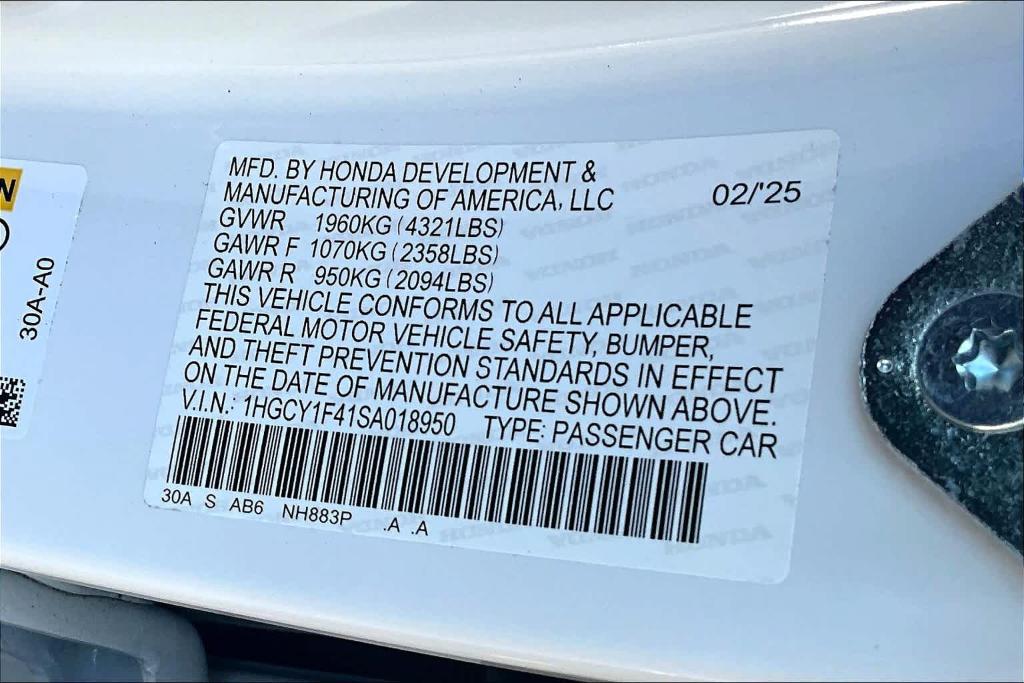 MFD. BY HONDA DEVELOPMENT &
MANUFACTURING OF AMERICA, LLC 02/'25
GVWR 1960KG (4321LBS)
GAWR F 1070KG (2358LBS)
GAWR R 950KG (2094LBS)
THIS VEHICLE CONFORMS TO ALL APPLICABLE
FEDERAL MOTOR VEHICLE SAFETY, BUMPER,
AND THEFT PREVENTION STANDARDS IN EFFECT
ON THE DATE OF MANUFACTURE SHOWN ABOVE.
V.I.N.: 1HGCY1F41SA018950 TYPE: PASSENGER CAR
30A S AB6 NH883P .A .A
N
30A-A0
HONDA